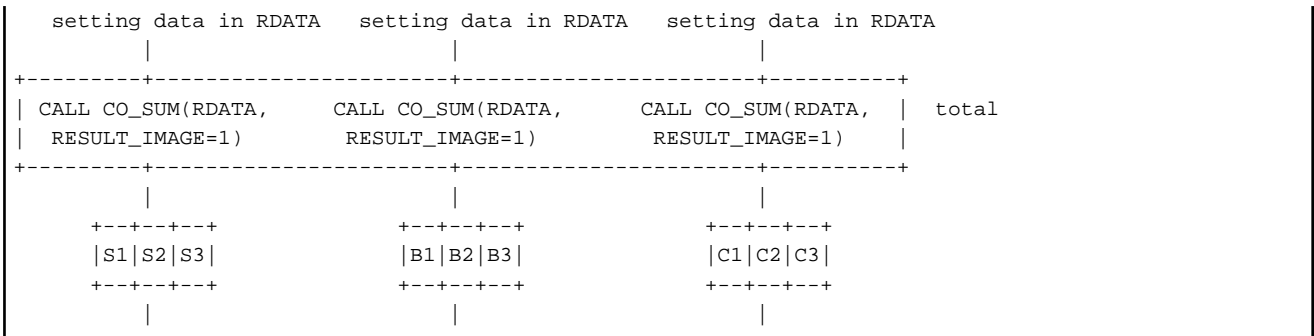 setting data in RDATA   setting data in RDATA   setting data in RDATA
          |                       |                       |
+---------+-----------------------+-----------------------+----------+
| CALL CO_SUM(RDATA,     CALL CO_SUM(RDATA,      CALL CO_SUM(RDATA,  |  total
|  RESULT_IMAGE=1)        RESULT_IMAGE=1)         RESULT_IMAGE=1)    |
+---------+-----------------------+-----------------------+----------+
          |                       |                       |
      +--+--+--+              +--+--+--+              +--+--+--+
      |S1|S2|S3|              |B1|B2|B3|              |C1|C2|C3|
      +--+--+--+              +--+--+--+              +--+--+--+
          |                       |                       |